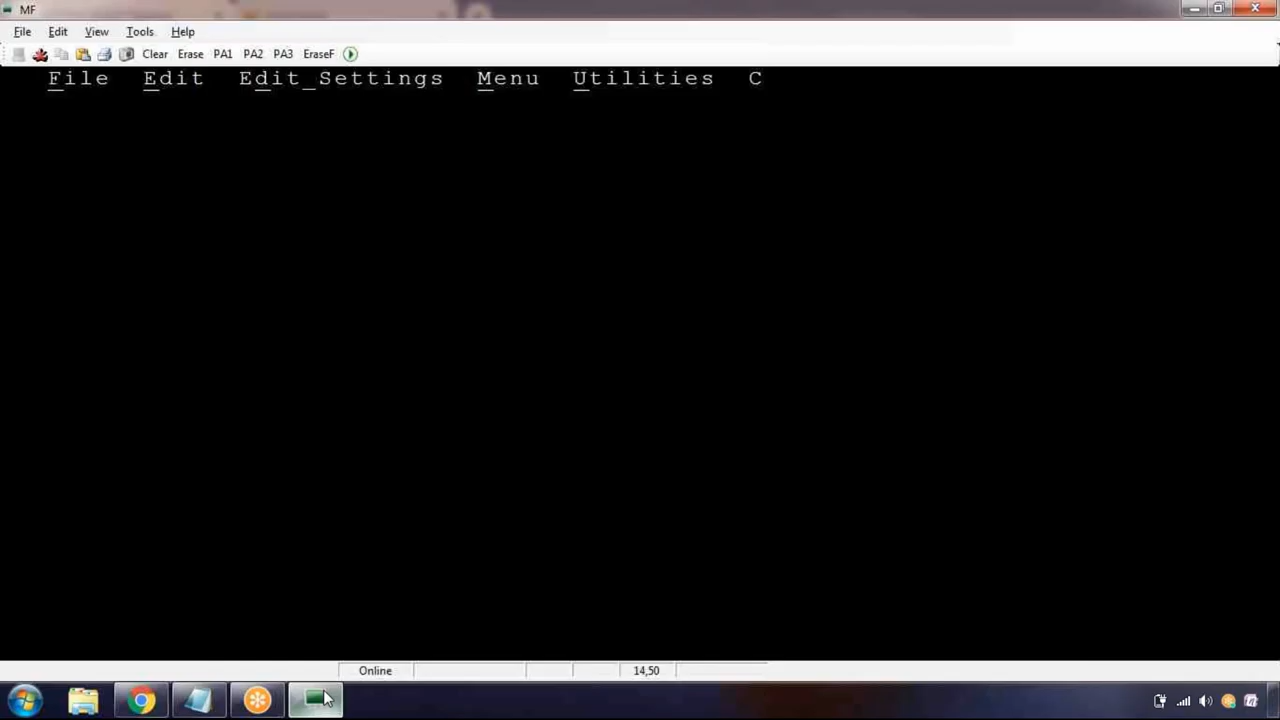 MF
File Edit View Tools Help
Clear Erase PA1 PA2 PA3 EraseF
File Edit Edit_Settings Menu Utilities C
Online 14,50